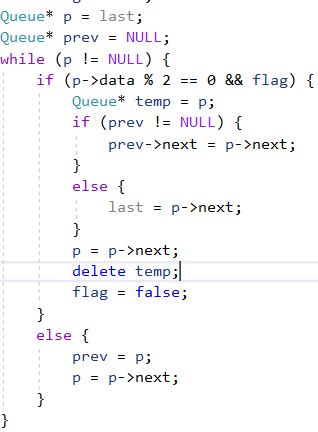 Queue* p = last;
Queue* prev = NULL;
while (p != NULL) {
    if (p->data % 2 == 0 && flag) {
        Queue* temp = p;
        if (prev != NULL) {
            prev->next = p->next;
        }
        else {
            last = p->next;
        }
        p = p->next;
        delete temp;
        flag = false;
    }
    else {
        prev = p;
        p = p->next;
    }
}